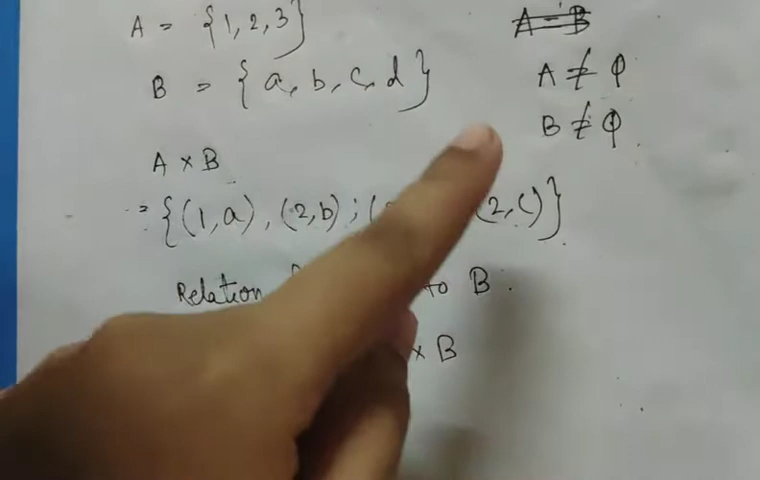 A = {1, 2, 3}
A = B
B = {a, b, c, d}
A ≠ φ
B ≠ φ
A × B
= {(1, a), (2, b), ( (2, c)}
Relation to B.
× B